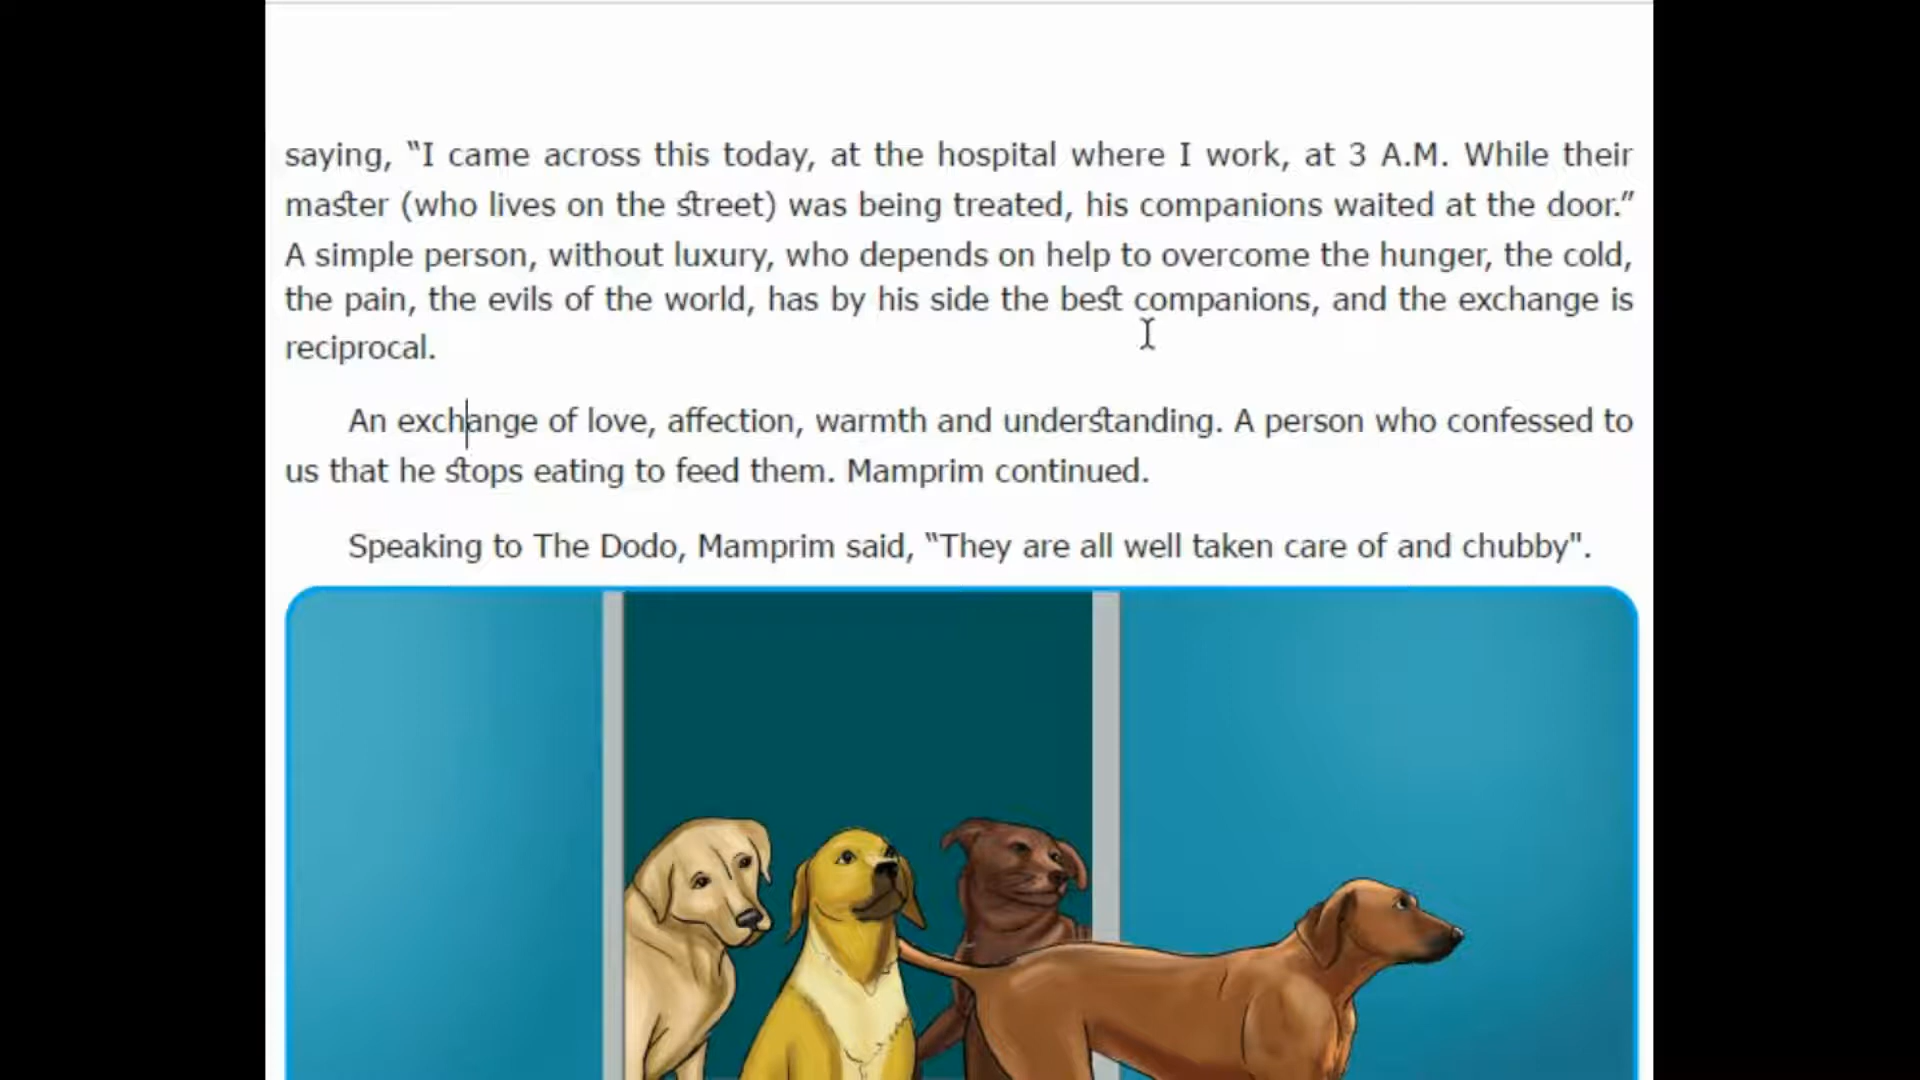 saying, “I came across this today, at the hospital where I work, at 3 A.M. While their
master (who lives on the street) was being treated, his companions waited at the door.”
A simple person, without luxury, who depends on help to overcome the hunger, the cold,
the pain, the evils of the world, has by his side the best companions, and the exchange is
reciprocal.
An exchange of love, affection, warmth and understanding. A person who confessed to
us that he stops eating to feed them. Mamprim continued.
Speaking to The Dodo, Mamprim said, “They are all well taken care of and chubby".